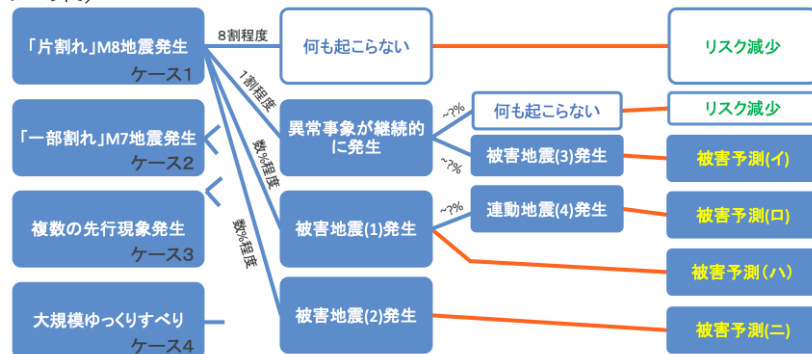 「片割れ」M8地震発生
ケース1
「一部割れ」M7地震発生
ケース2
複数の先行現象発生
ケース3
大規模ゆっくりすべり
ケース4
8割程度
1割程度
数%程度
数%程度
何も起こらない
異常事象が継続的
に発生
被害地震(1)発生
被害地震(2)発生
~?%
~?%
~?%
何も起こらない
被害地震(3)発生
連動地震(4)発生
リスク減少
リスク減少
被害予測(イ)
被害予測(ロ)
被害予測(ハ)
被害予測(ニ)